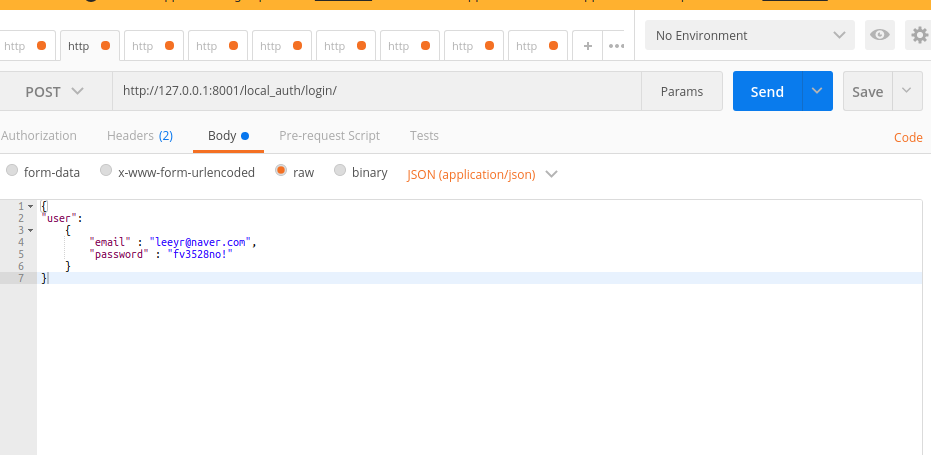 http http http http http http http http http + ••• No Environment
POST http://127.0.0.1:8001/local_auth/login/ Params Send Save
Authorization Headers (2) Body Pre-request Script Tests Code
form-data x-www-form-urlencoded raw binary JSON (application/json)
1 {
2 "user":
3 {
4 "email" : "leeyr@naver.com",
5 "password" : "fv3528no!"
6 }
7 }